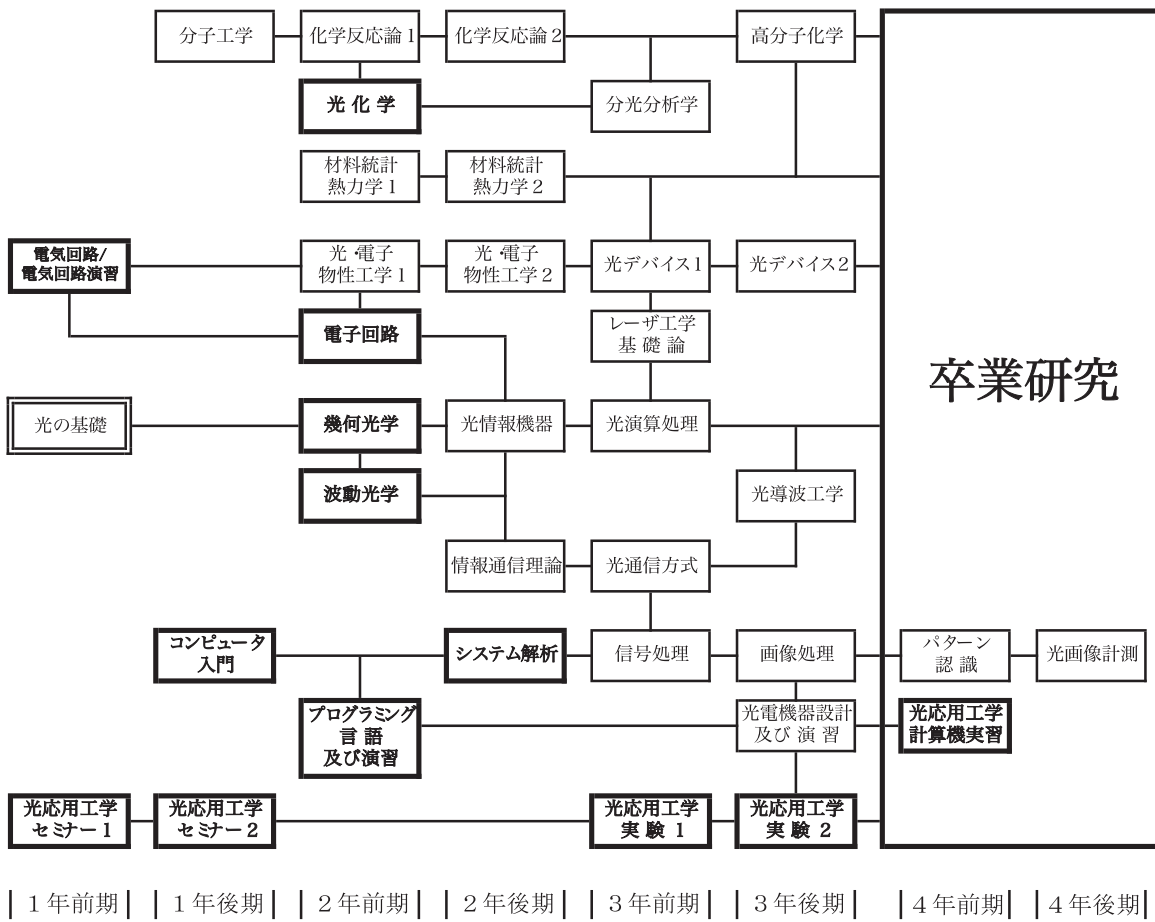 分子工学
化学反応論1
化学反応論2
高分子化学
光化学
分光分析学
材料統計
熱力学1
材料統計
熱力学2
電気回路/
電気回路演習
光・電子
物性工学1
光・電子
物性工学2
光デバイス1
光デバイス2
電子回路
レーザ工学
基礎論
卒業研究
光の基礎
幾何光学
光情報機器
光演算処理
波動光学
光導波工学
情報通信理論
光通信方式
コンピュータ
入門
システム解析
信号処理
画像処理
パターン
認識
光画像計測
プログラミング
言語
及び演習
光電機器設計
及び演習
光応用工学
計算機実習
光応用工学
セミナー1
光応用工学
セミナー2
光応用工学
実験1
光応用工学
実験2
1年前期
1年後期
2年前期
2年後期
3年前期
3年後期
4年前期
4年後期